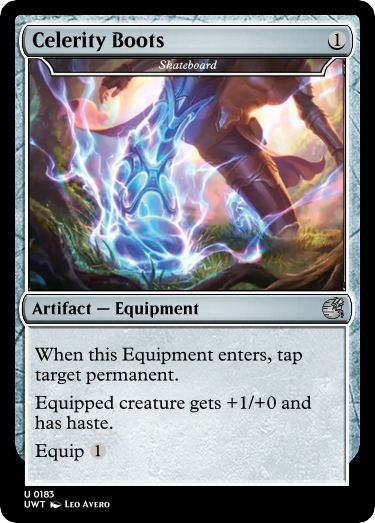 Celerity Boots 1
Skateboard
Artifact — Equipment
When this Equipment enters, tap
target permanent.
Equipped creature gets +1/+0 and
has haste.
Equip 1
U 0183
UWT Leo Avero